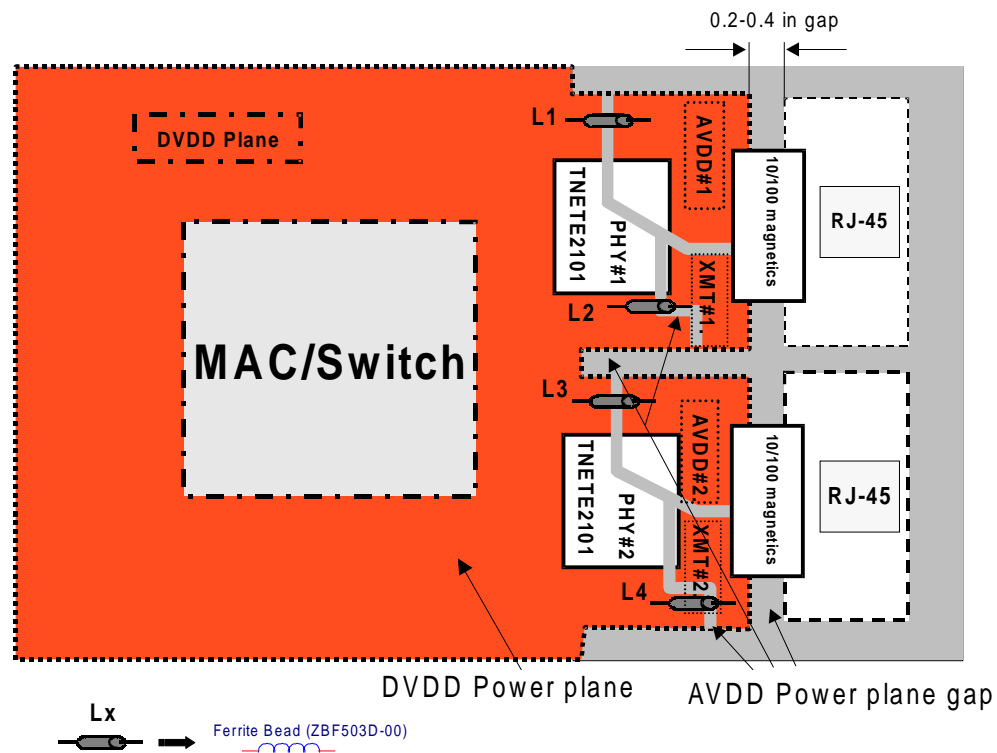 0.2-0.4 in gap
DVDD Plane
L1
AVDD#1
TNETE2101
PHY#1
10/100 magnetics
RJ-45
XMT#1
L2
MAC/Switch
L3
AVDD#2
TNETE2101
PHY#2
10/100 magnetics
RJ-45
XMT#2
L4
DVDD Power plane
AVDD Power plane gap
Lx
Ferrite Bead (ZBF503D-00)